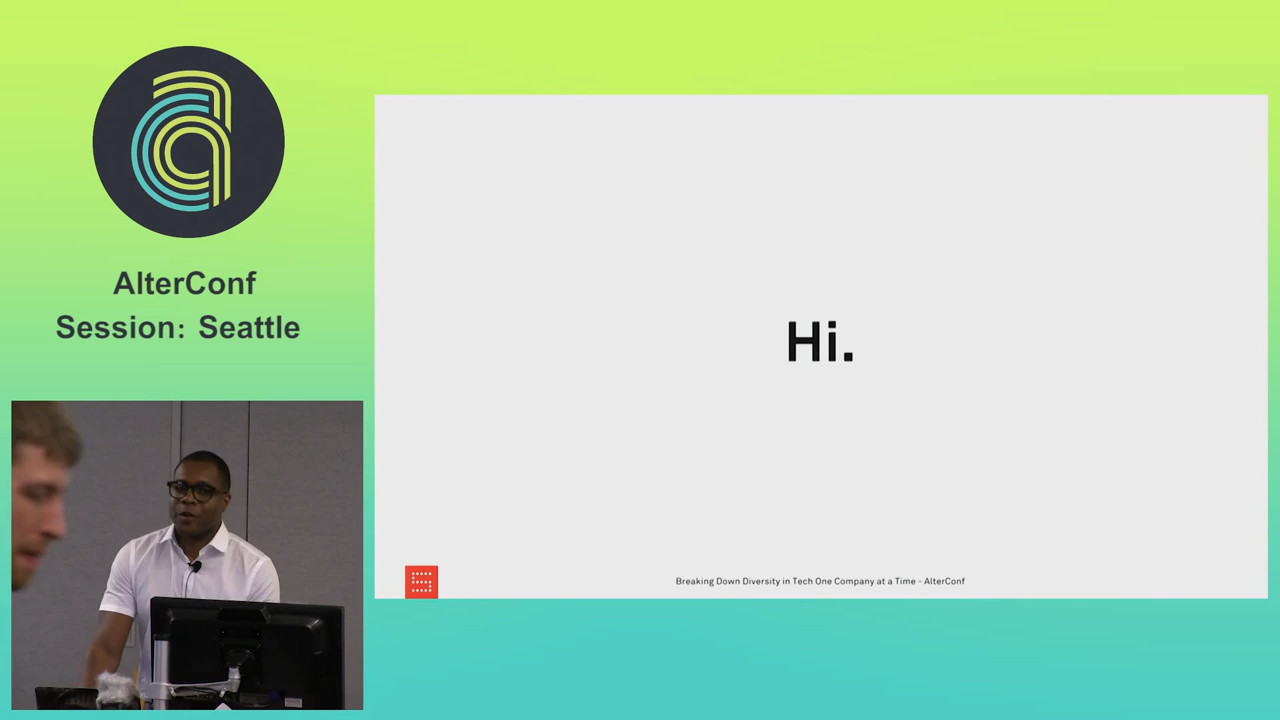 AlterConf
Session: Seattle
Hi.
Breaking Down Diversity in Tech One Company at a Time - AlterConf